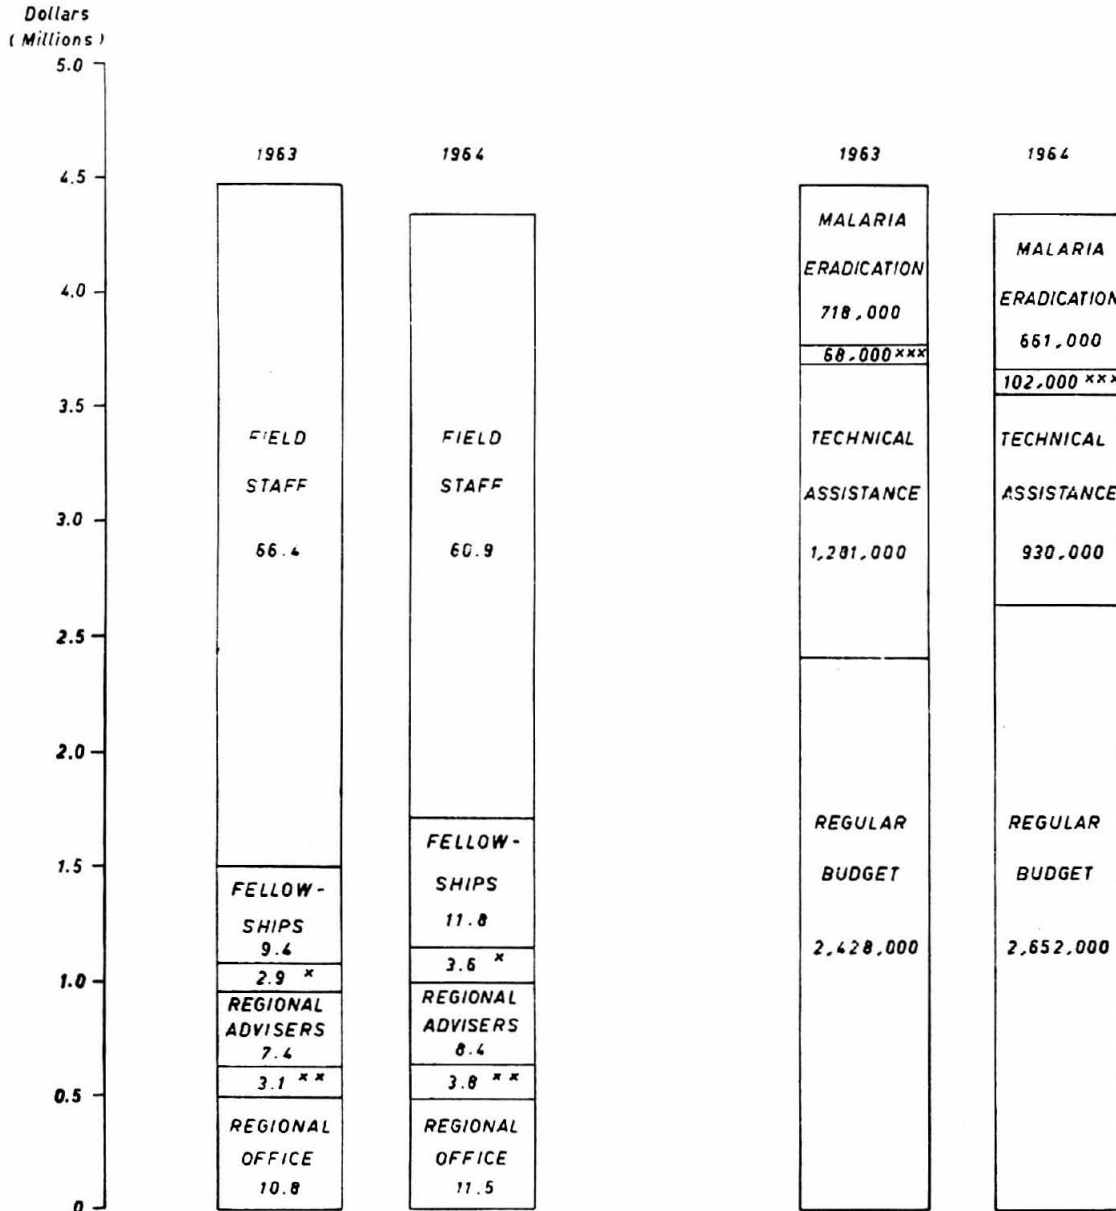 Dollars
(Millions)
5.0
4.5
4.0
3.5
3.0
2.5
2.0
1.5
1.0
0.5
0
1963
FIELD
STAFF
66.4
FELLOW-
SHIPS
9.4
2.9 x
REGIONAL
ADVISERS
7.4
3.1 xx
REGIONAL
OFFICE
10.8
1964
FIELD
STAFF
60.9
FELLOW-
SHIPS
11.8
3.6 x
REGIONAL
ADVISERS
8.4
3.8 xx
REGIONAL
OFFICE
11.5
1963
MALARIA
ERADICATION
718,000
68,000 xxx
TECHNICAL
ASSISTANCE
1,281,000
REGULAR
BUDGET
2,428,000
1964
MALARIA
ERADICATION
661,000
102,000 xxx
TECHNICAL
ASSISTANCE
930,000
REGULAR
BUDGET
2,652,000